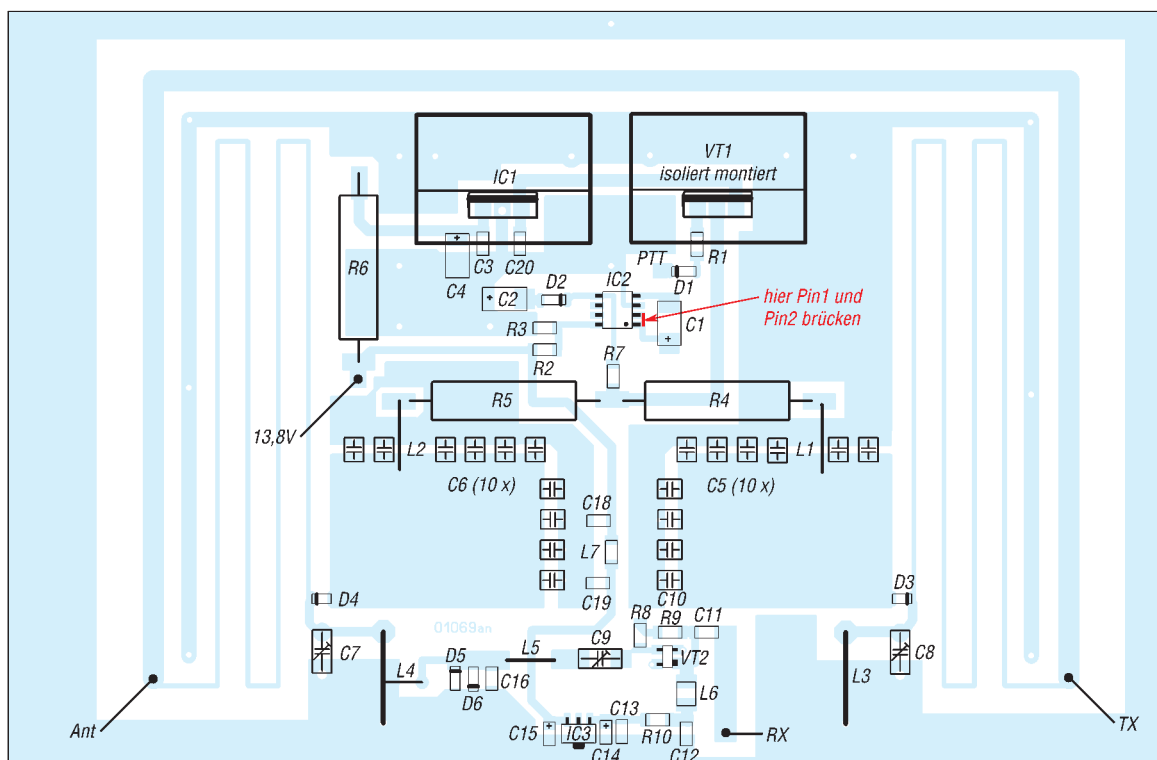 VT1
isoliert montiert
IC1
R6
C3
C20
C4
PTT
R1
D1
IC2
D2
+
C2
+
C1
+
hier Pin1 und
Pin2 brücken
R3
R2
R7
R5
R4
13,8V
L2
L1
C6 (10 x)
C5 (10 x)
C18
L7
C19
C10
D4
D3
01069an
R8
R9
C11
C7
L4
D5
D6
C16
L5
C9
VT2
L6
L3
C8
Ant
C15
+
IC3
+
C14
C13
R10
C12
RX
TX